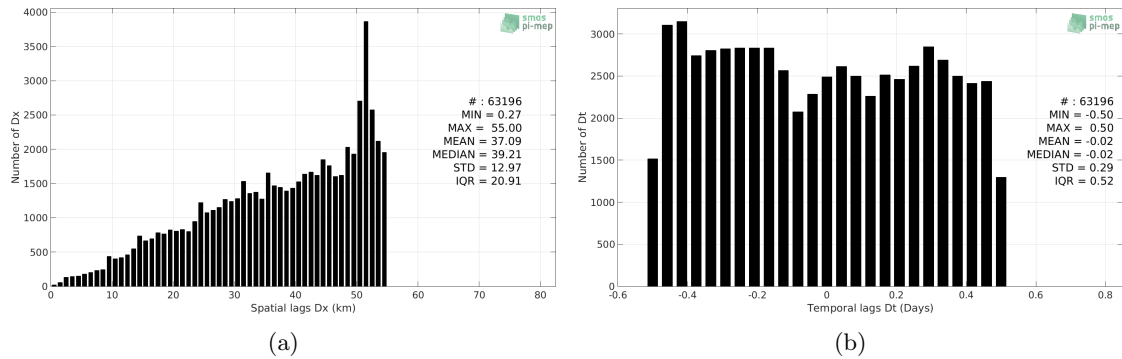 4000
3500
3000
2500
2000
1500
1000
500
0
Number of Dx
0 10 20 30 40 50 60 70 80
Spatial lags Dx (km)
smos
pi-mep
# : 63196
MIN = 0.27
MAX = 55.00
MEAN = 37.09
MEDIAN = 39.21
STD = 12.97
IQR = 20.91
(a)
3000
2500
2000
1500
1000
500
0
Number of Dt
-0.6 -0.4 -0.2 0 0.2 0.4 0.6 0.8
Temporal lags Dt (Days)
smos
pi-mep
# : 63196
MIN = -0.50
MAX = 0.50
MEAN = -0.02
MEDIAN = -0.02
STD = 0.29
IQR = 0.52
(b)